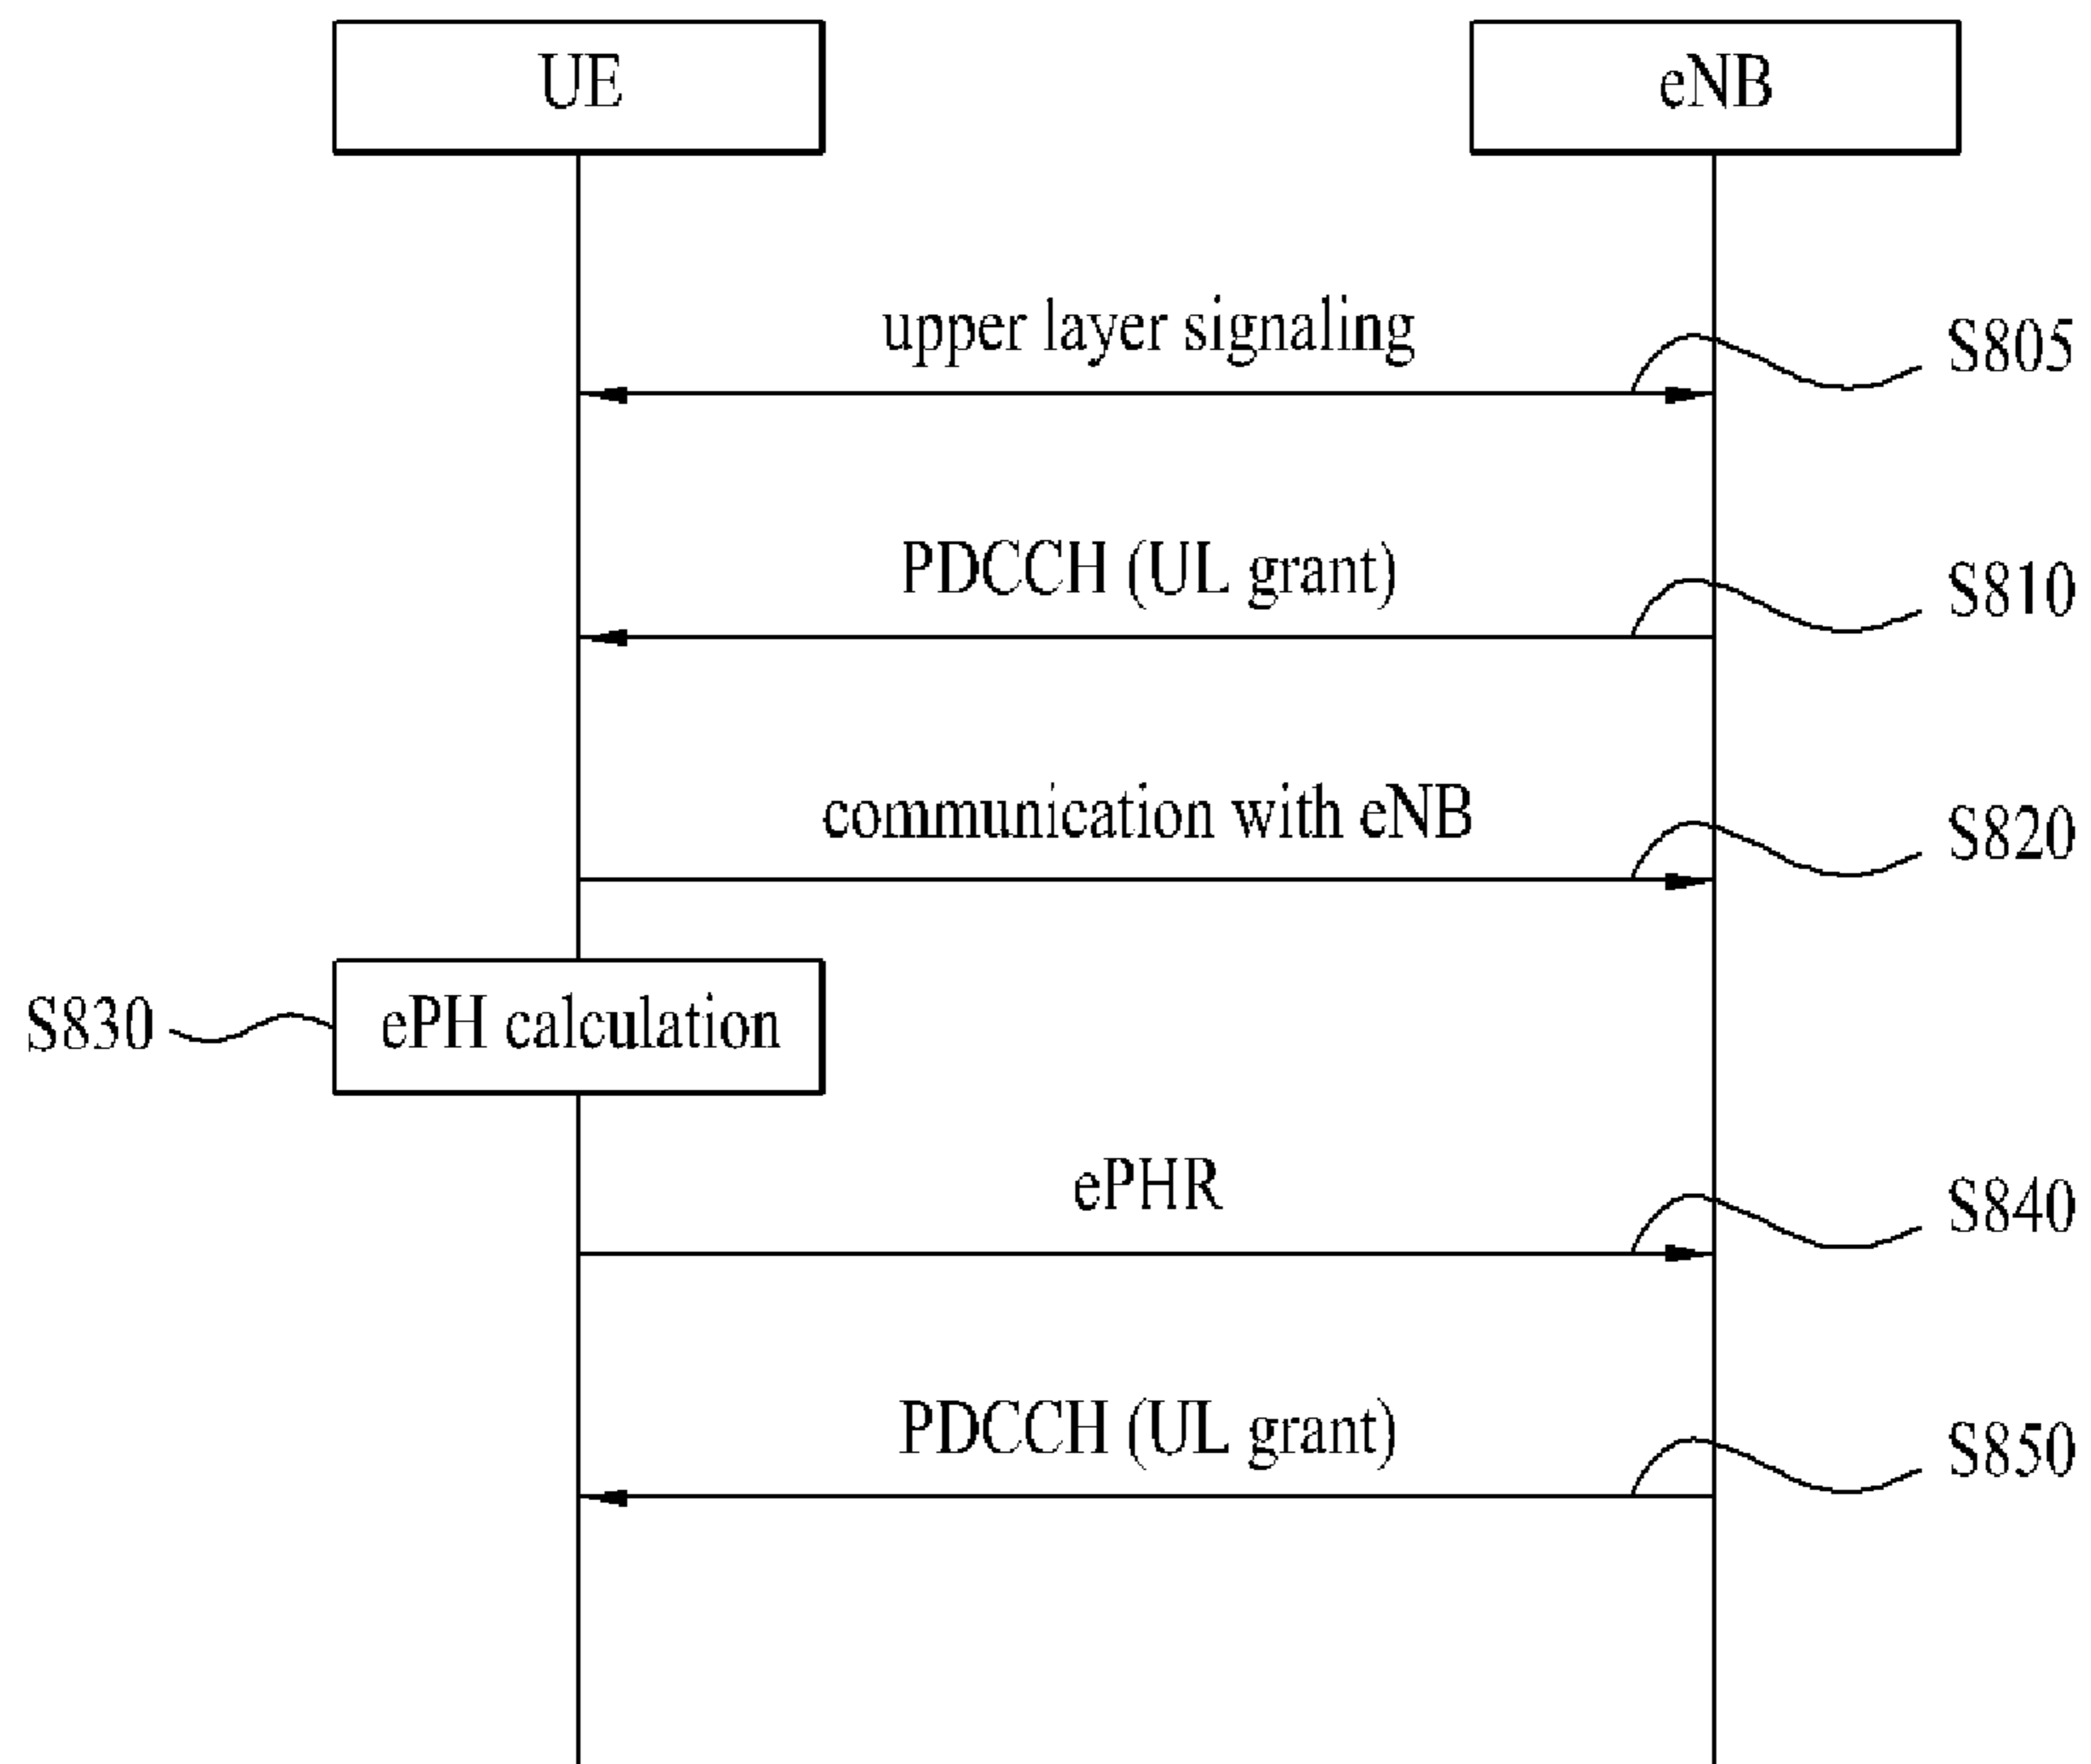 UE
eNB
upper layer signaling
S805
PDCCH (UL grant)
S810
communication with eNB
S820
S830
ePH calculation
ePHR
S840
PDCCH (UL grant)
S850